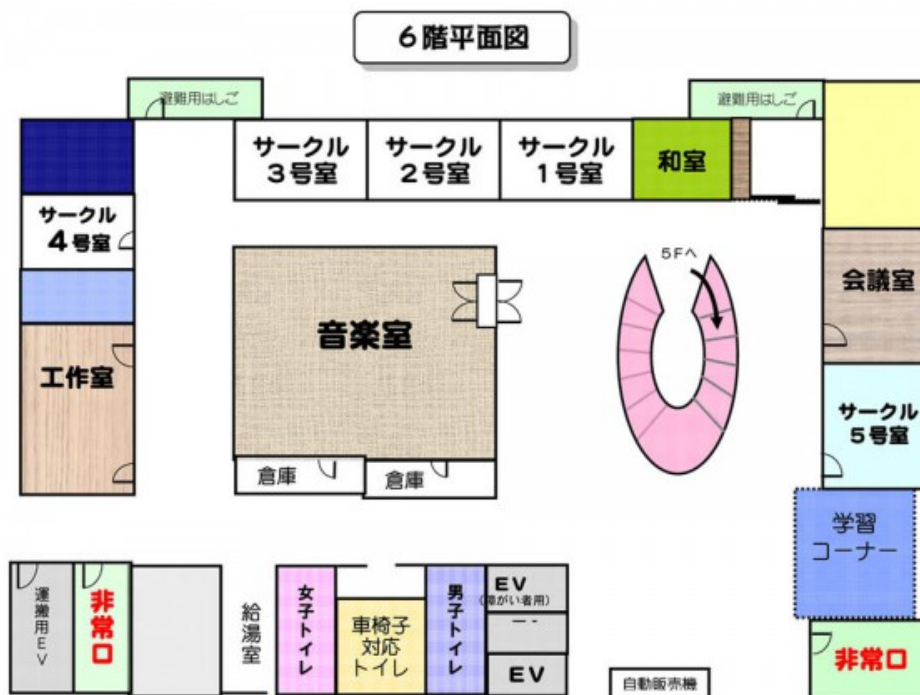 6階平面図
避難用はしご
避難用はしご
サークル
3号室
サークル
2号室
サークル
1号室
和室
サークル
4号室
5Fへ
会議室
音楽室
工作室
サークル
5号室
倉庫
倉庫
学習
コーナー
運搬用EV
非常口
給湯室
女子トイレ
車椅子
対応
トイレ
男子トイレ
EV
(障がい者用)
EV
自動販売機
非常口